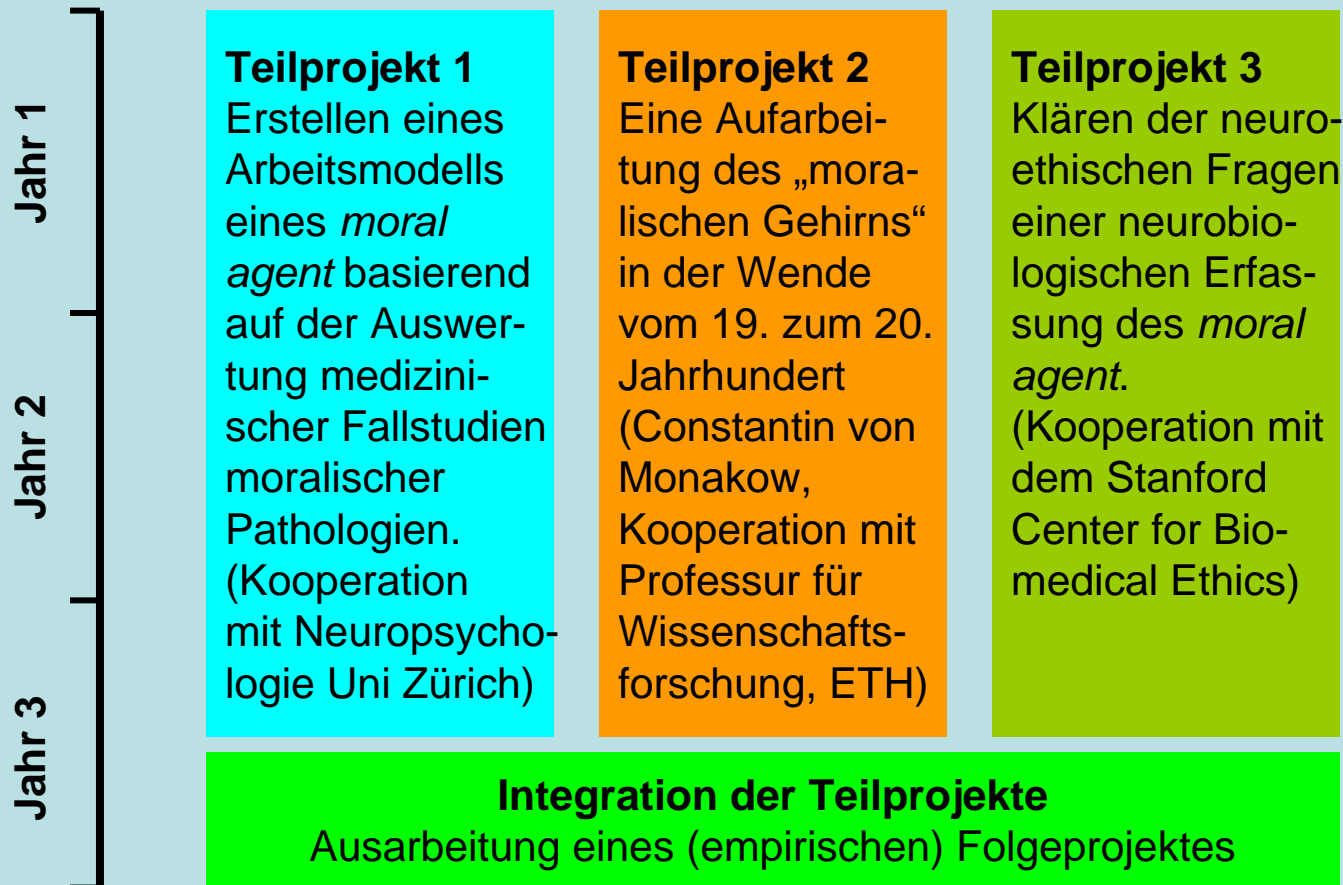 Jahr 1
Jahr 2
Jahr 3
Teilprojekt 1
Erstellen eines
Arbeitsmodells
eines moral
agent basierend
auf der Auswer-
tung medizini-
scher Fallstudien
moralischer
Pathologien.
(Kooperation
mit Neuropsycho-
logie Uni Zürich)
Teilprojekt 2
Eine Aufarbei-
tung des „mora-
lischen Gehirns“
in der Wende
vom 19. zum 20.
Jahrhundert
(Constantin von
Monakow,
Kooperation mit
Professur für
Wissenschafts-
forschung, ETH)
Teilprojekt 3
Klären der neuro-
ethischen Fragen
einer neurobio-
logischen Erfas-
sung des moral
agent.
(Kooperation mit
dem Stanford
Center for Bio-
medical Ethics)
Integration der Teilprojekte
Ausarbeitung eines (empirischen) Folgeprojektes